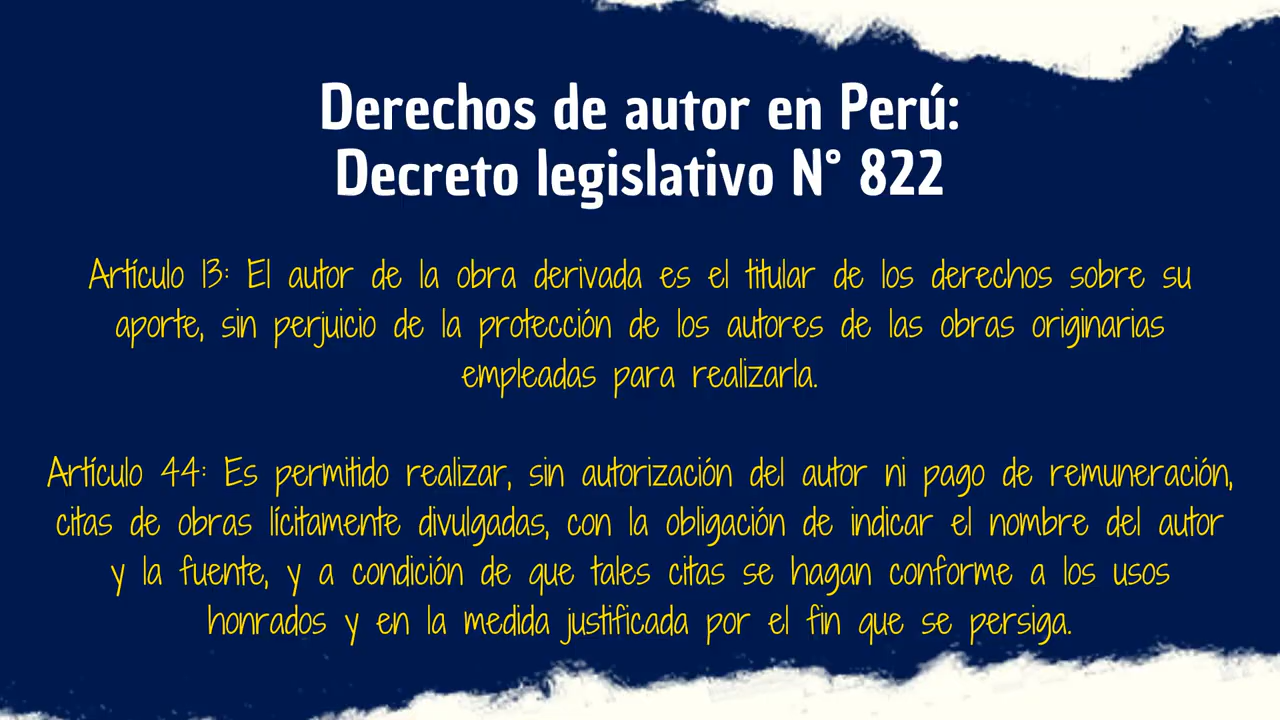 Derechos de autor en Perú:
Decreto legislativo N° 822
Artículo 13: El autor de la obra derivada es el titular de los derechos sobre su
aporte, sin perjuicio de la protección de los autores de las obras originarias
empleadas para realizarla.
Artículo 44: Es permitido realizar, sin autorización del autor ni pago de remuneración,
citas de obras lícitamente divulgadas, con la obligación de indicar el nombre del autor
y la fuente, y a condición de que tales citas se hagan conforme a los usos
honrados y en la medida justificada por el fin que se persiga.